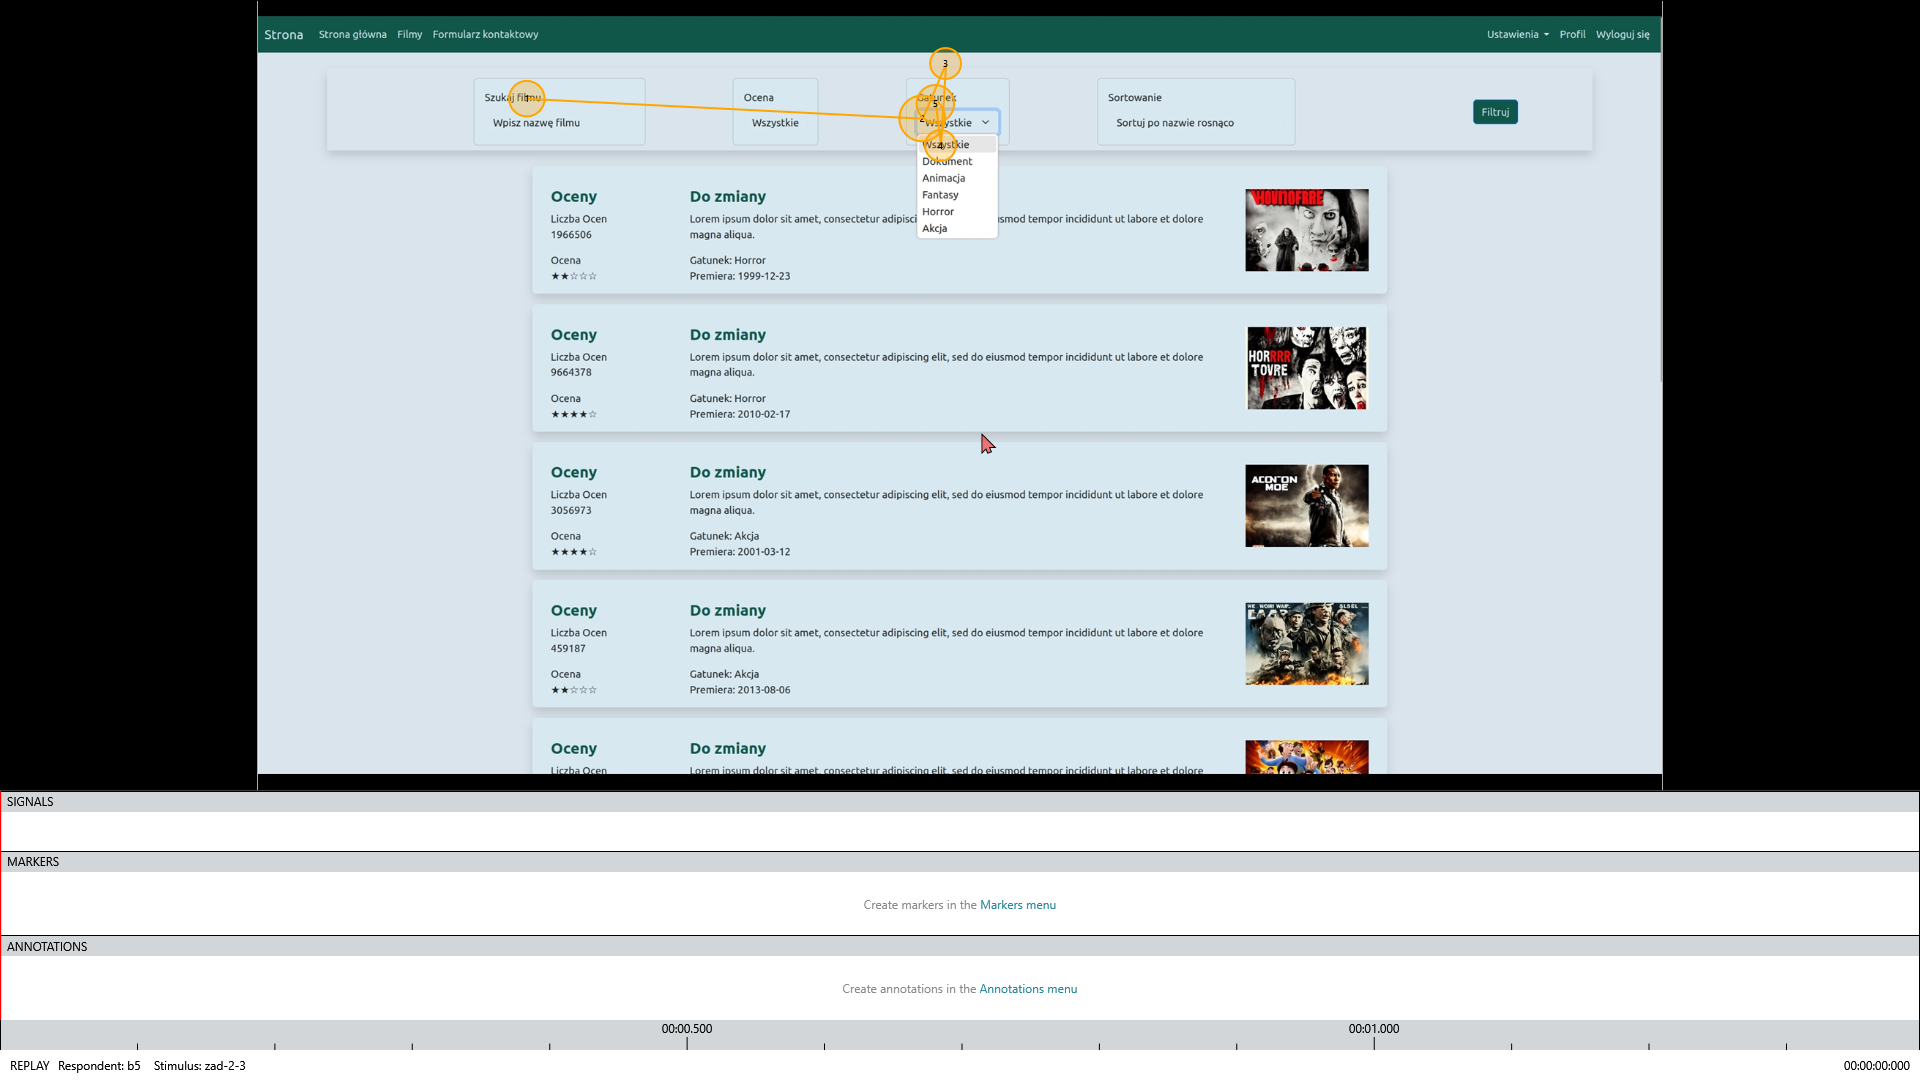 Strona Strona główna Filmy Formularz kontaktowy Ustawienia Profil Wyloguj się
3
Szukaj filmu Ocena Gatunek Sortowanie
1 5
Wpisz nazwę filmu Wszystkie 2 Wszystkie Sortuj po nazwie rosnąco Filtruj
Wszystkie
4
Dokument
Animacja
Fantasy
Horror
Akcja
Oceny Do zmiany
Liczba Ocen Lorem ipsum dolor sit amet, consectetur adipisci smod tempor incididunt ut labore et dolore
1966506 magna aliqua.
Ocena Gatunek: Horror
★★☆☆☆ Premiera: 1999-12-23
Oceny Do zmiany
Liczba Ocen Lorem ipsum dolor sit amet, consectetur adipiscing elit, sed do eiusmod tempor incididunt ut labore et dolore
9664378 magna aliqua.
Ocena Gatunek: Horror
★★★★☆ Premiera: 2010-02-17
HORRRR
TOVRE
Oceny Do zmiany
Liczba Ocen Lorem ipsum dolor sit amet, consectetur adipiscing elit, sed do eiusmod tempor incididunt ut labore et dolore
3056973 magna aliqua.
Ocena Gatunek: Akcja
★★★★☆ Premiera: 2001-03-12
MOE
Oceny Do zmiany
Liczba Ocen Lorem ipsum dolor sit amet, consectetur adipiscing elit, sed do eiusmod tempor incididunt ut labore et dolore
459187 magna aliqua.
Ocena Gatunek: Akcja
★★☆☆☆ Premiera: 2013-08-06
Oceny Do zmiany
Liczba Ocen Lorem ipsum dolor sit amet, consectetur adipiscing elit, sed do eiusmod tempor incididunt ut labore et dolore
SIGNALS
MARKERS
Create markers in the Markers menu
ANNOTATIONS
Create annotations in the Annotations menu
00:00.500 00:01.000
REPLAY Respondent: b5 Stimulus: zad-2-3 00:00:00:000